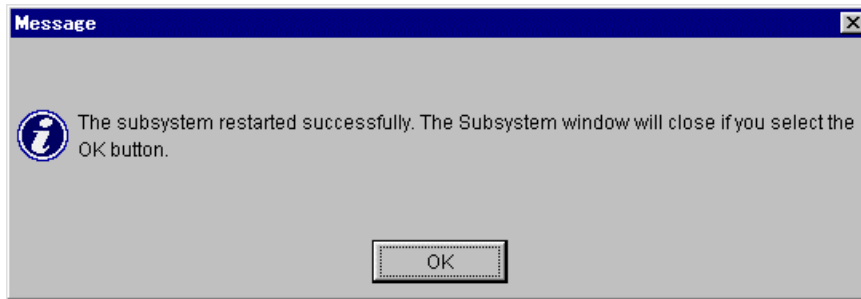 Message
The subsystem restarted successfully. The Subsystem window will close if you select the
OK button.
OK